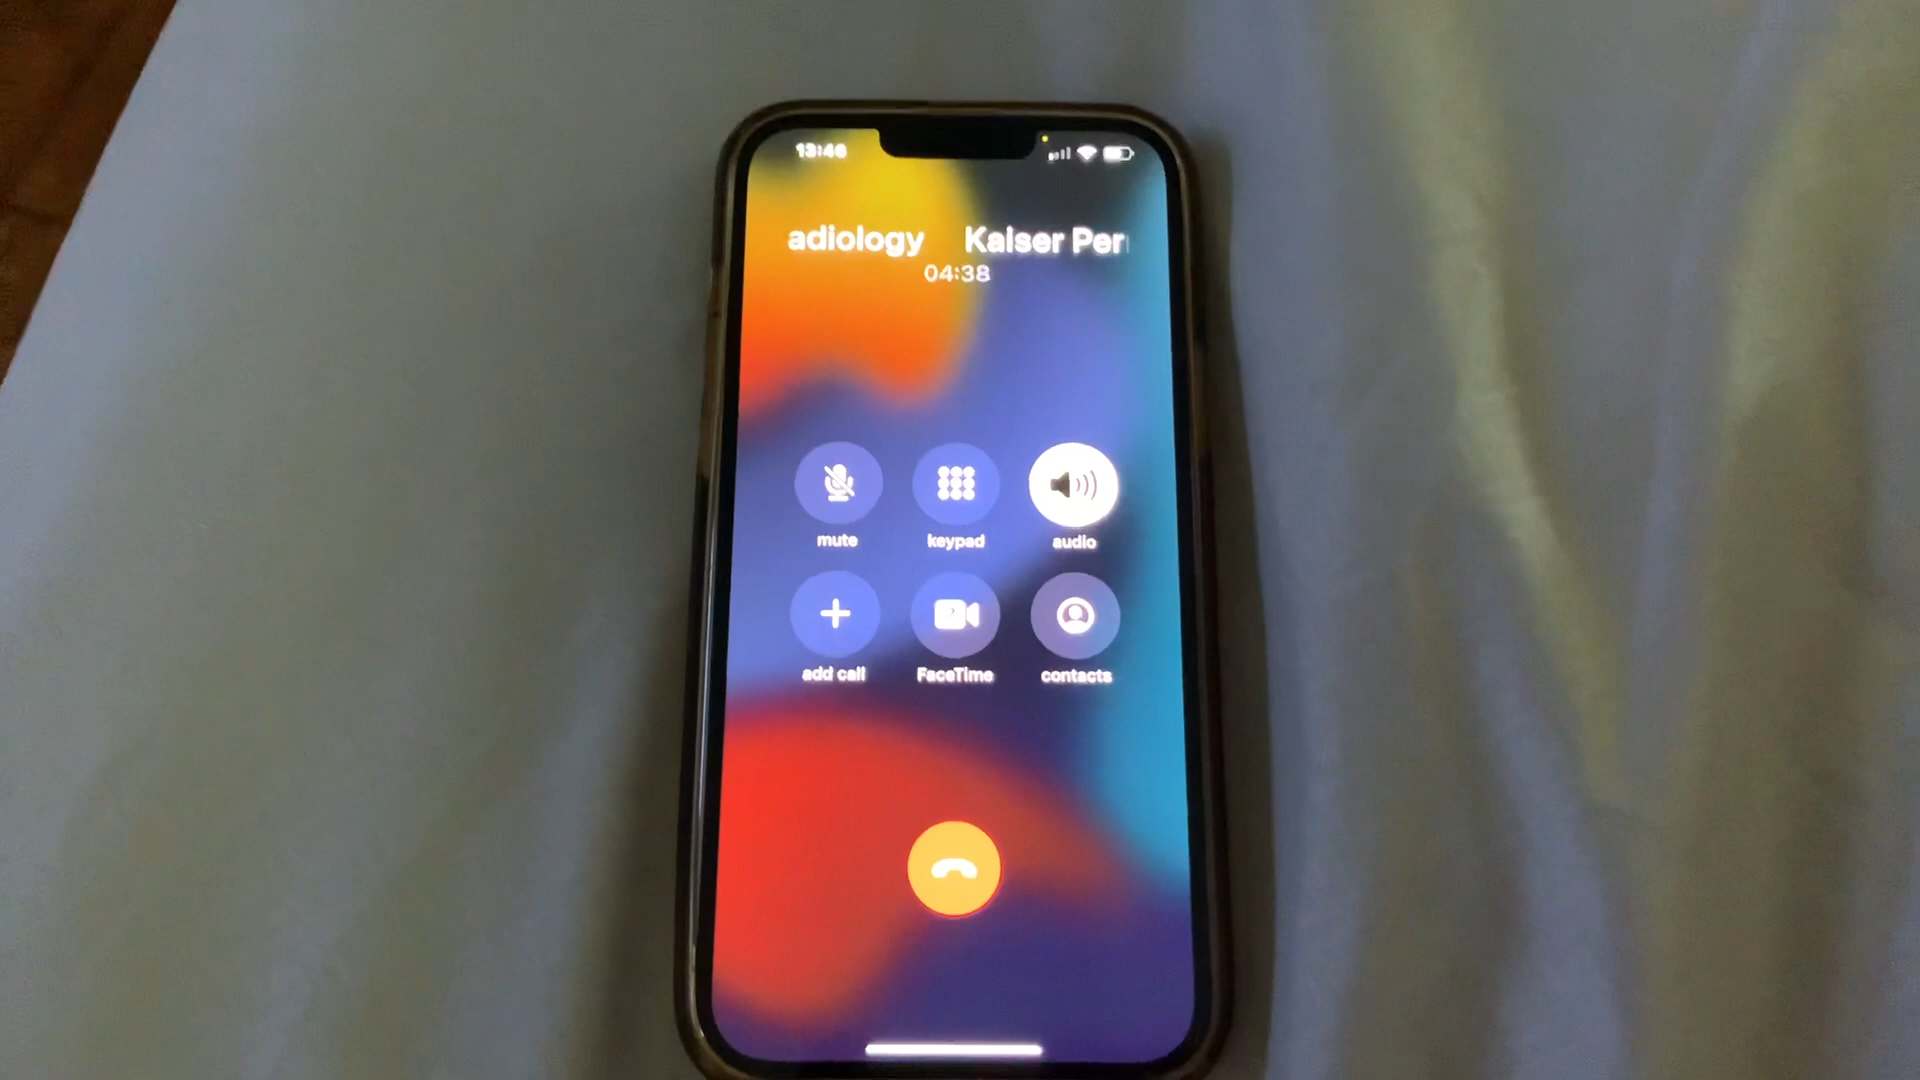 13:46
adiology Kaiser Per
04:38
mute keypad audio
add call FaceTime contacts